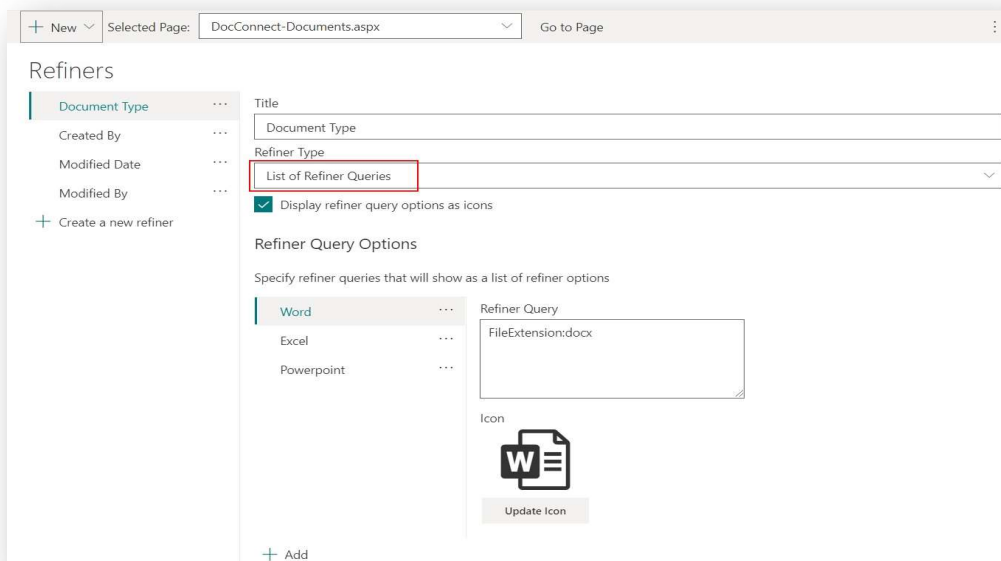 New Selected Page: DocConnect-Documents.aspx Go to Page
Refiners
Document Type ...
Created By ...
Modified Date ...
Modified By ...
Create a new refiner
Title
Document Type
Refiner Type
List of Refiner Queries
Display refiner query options as icons
Refiner Query Options
Specify refiner queries that will show as a list of refiner options
Word ...
Excel ...
Powerpoint ...
Add
Refiner Query
FileExtension:docx
Icon
W
Update Icon